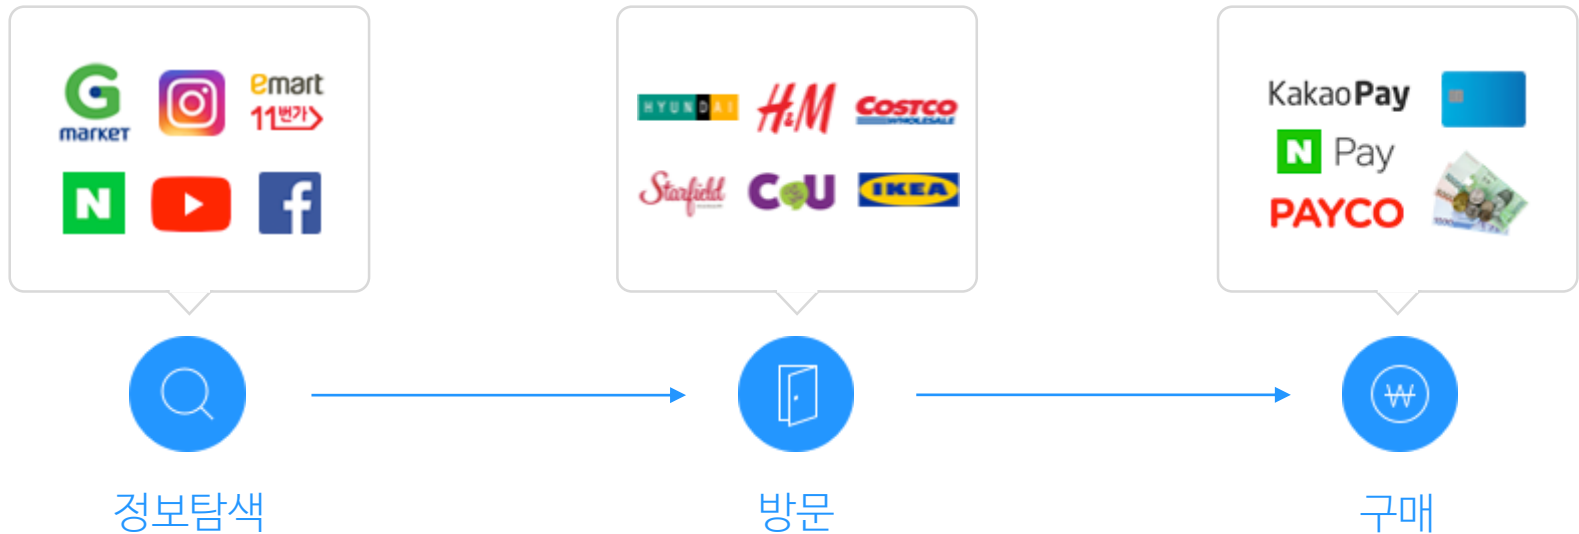 G
market
emart
11번가
N
f
HYUNDAI
H&M
COSTCO
WHOLESALE
Starfield
CU
IKEA
KakaoPay
N Pay
PAYCO
정보탐색
방문
구매